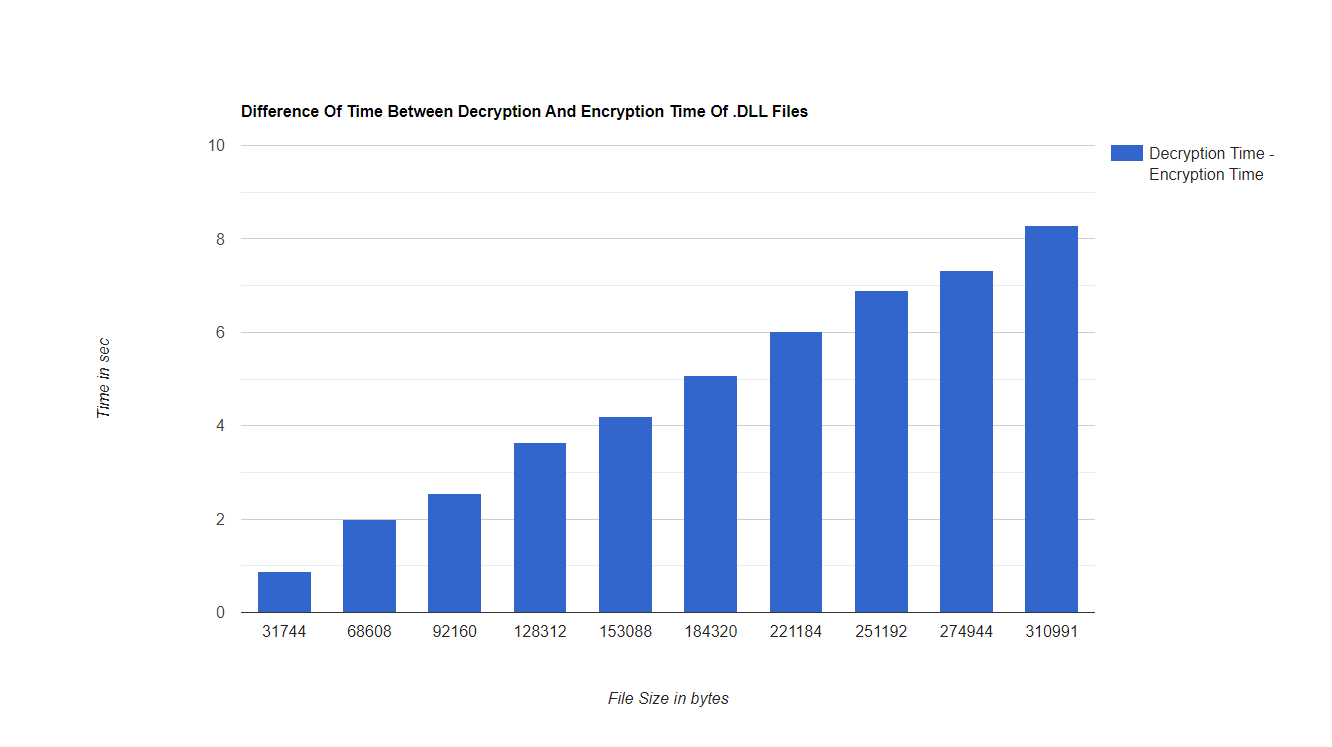 Difference Of Time Between Decryption And Encryption Time Of .DLL Files
10
8
6
4
2
0
Time in sec
Decryption Time -
Encryption Time
31744 68608 92160 128312 153088 184320 221184 251192 274944 310991
File Size in bytes